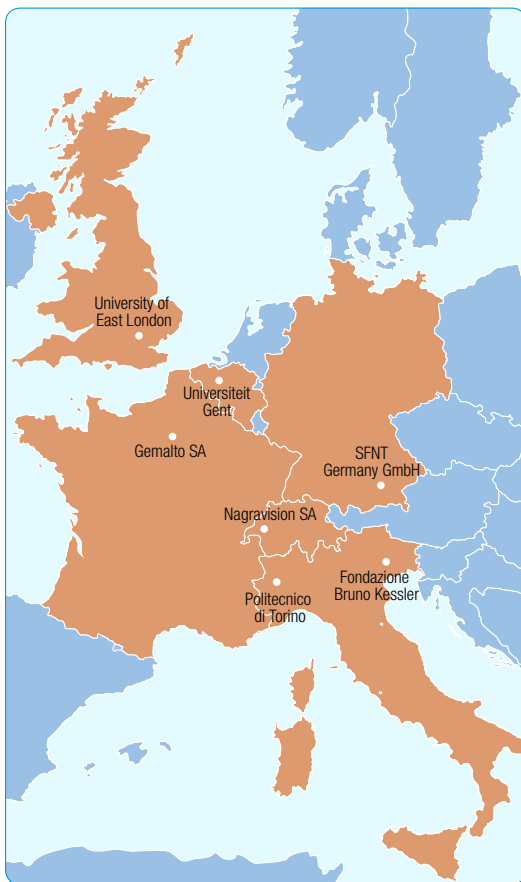 University of
East London
Universiteit
Gent
Gemalto SA
SFNT
Germany GmbH
Nagravision SA
Politecnico
di Torino
Fondazione
Bruno Kessler